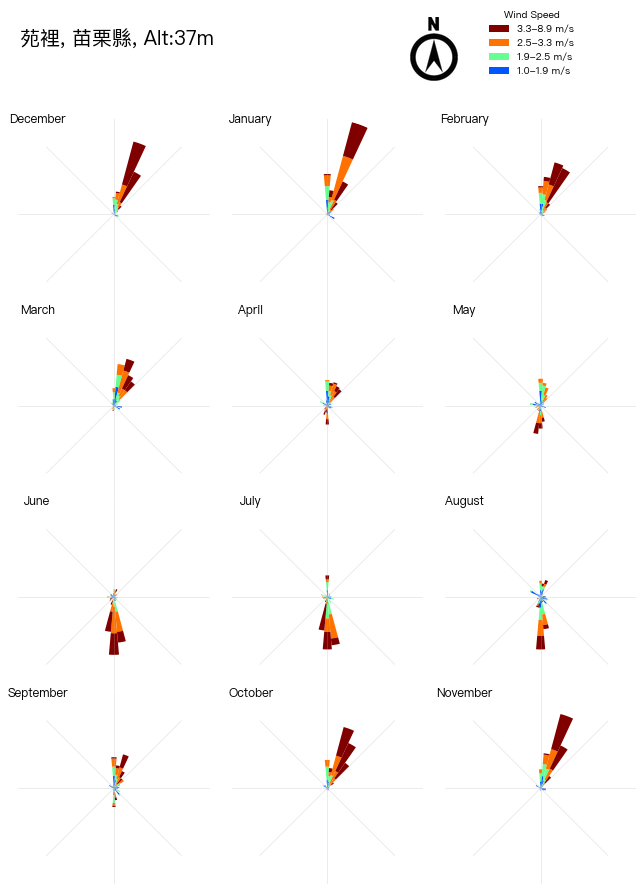 苑裡, 苗栗縣, Alt:37m
N
Wind Speed
3.3–8.9 m/s
2.5–3.3 m/s
1.9–2.5 m/s
1.0–1.9 m/s
December
January
February
March
April
May
June
July
August
September
October
November